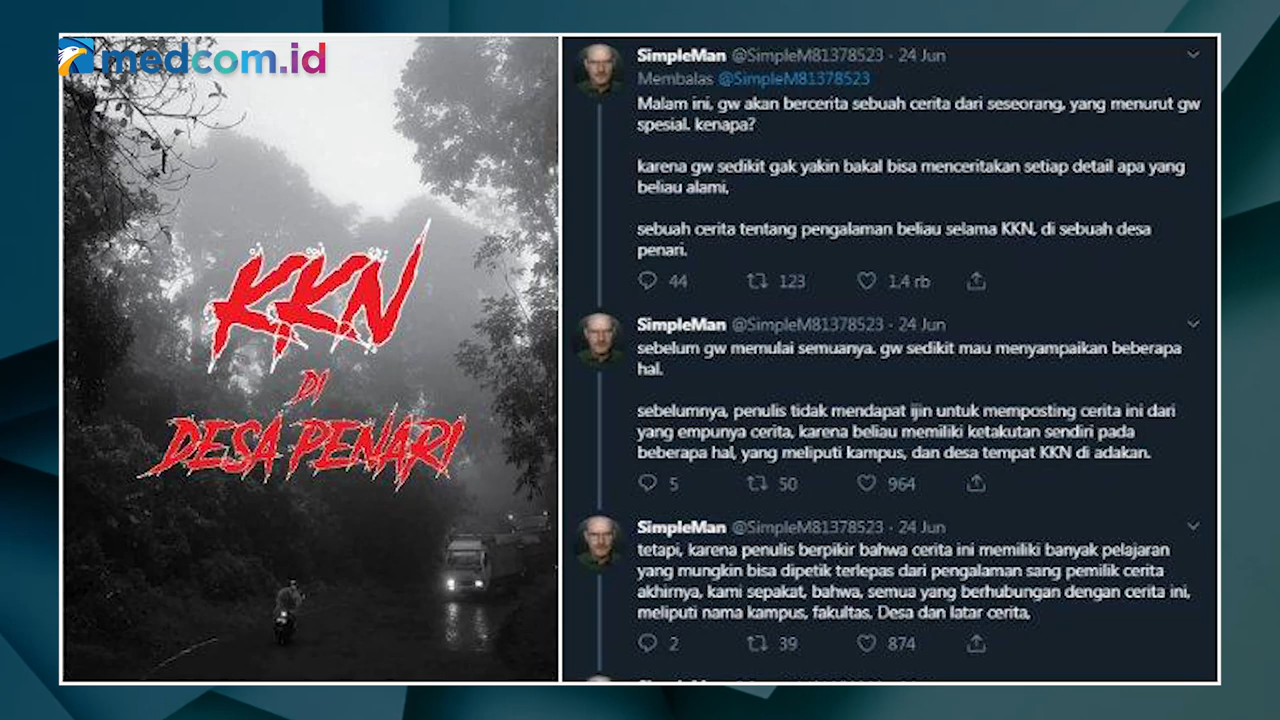 medcom.id
KKN
DI
DESA PENARI
SimpleMan @SimpleM81378523 · 24 Jun
Membalas @SimpleM81378523
Malam ini, gw akan bercerita sebuah cerita dari seseorang, yang menurut gw
spesial. kenapa?
karena gw sedikit gak yakin bakal bisa menceritakan setiap detail apa yang
beliau alami,
sebuah cerita tentang pengalaman beliau selama KKN, di sebuah desa
penari.
44 123 1,4 rb
SimpleMan @SimpleM81378523 · 24 Jun
sebelum gw memulai semuanya. gw sedikit mau menyampaikan beberapa
hal.
sebelumnya, penulis tidak mendapat ijin untuk memposting cerita ini dari
yang empunya cerita, karena beliau memiliki ketakutan sendiri pada
beberapa hal, yang meliputi kampus, dan desa tempat KKN di adakan.
5 50 964
SimpleMan @SimpleM81378523 · 24 Jun
tetapi, karena penulis berpikir bahwa cerita ini memiliki banyak pelajaran
yang mungkin bisa dipetik terlepas dari pengalaman sang pemilik cerita
akhirnya, kami sepakat, bahwa, semua yang berhubungan dengan cerita ini,
meliputi nama kampus, fakultas, Desa dan latar cerita,
2 39 874